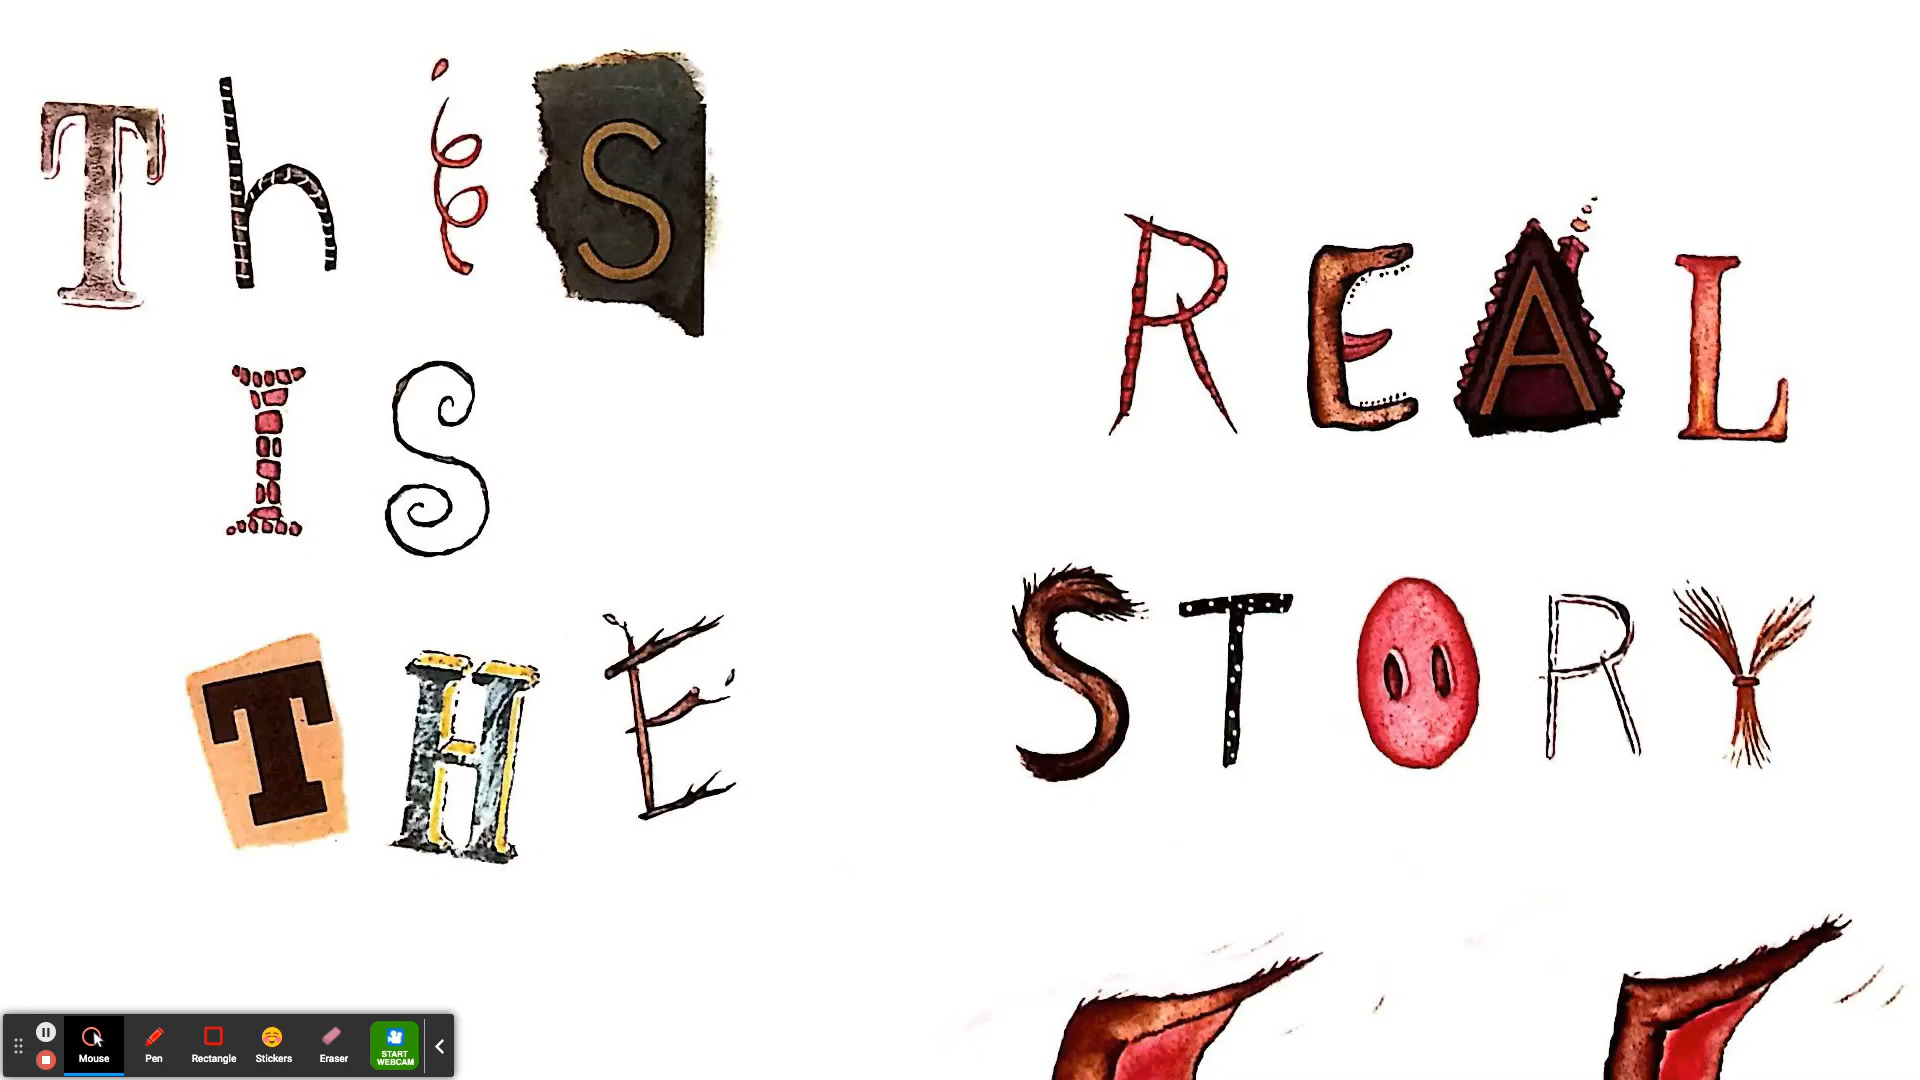 This
IS
THE
REAL
STORY
Mouse
Pen
Rectangle
Stickers
Eraser
START
WEBCAM